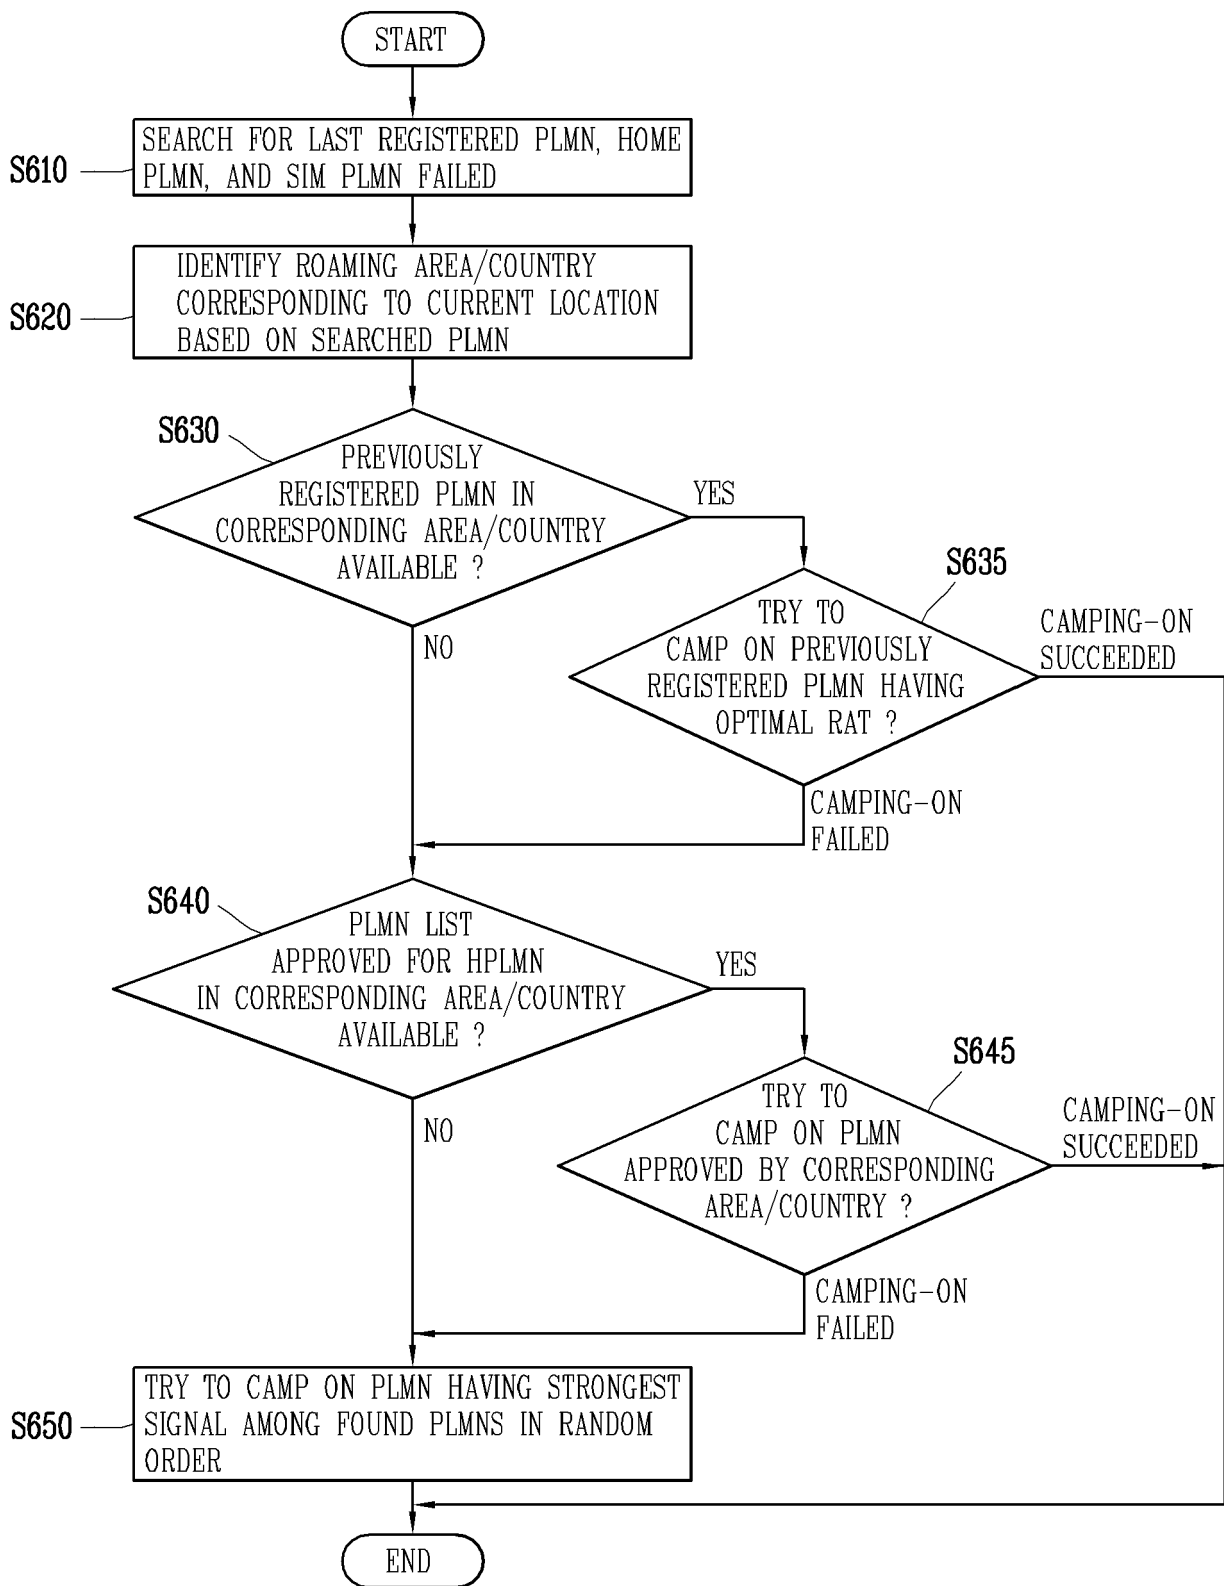 START
S610
SEARCH FOR LAST REGISTERED PLMN, HOME
PLMN, AND SIM PLMN FAILED
S620
IDENTIFY ROAMING AREA/COUNTRY
CORRESPONDING TO CURRENT LOCATION
BASED ON SEARCHED PLMN
S630
PREVIOUSLY
REGISTERED PLMN IN
CORRESPONDING AREA/COUNTRY
AVAILABLE ?
YES
NO
S635
TRY TO
CAMP ON PREVIOUSLY
REGISTERED PLMN HAVING
OPTIMAL RAT ?
CAMPING-ON
SUCCEEDED
CAMPING-ON
FAILED
S640
PLMN LIST
APPROVED FOR HPLMN
IN CORRESPONDING AREA/COUNTRY
AVAILABLE ?
YES
NO
S645
TRY TO
CAMP ON PLMN
APPROVED BY CORRESPONDING
AREA/COUNTRY ?
CAMPING-ON
SUCCEEDED
CAMPING-ON
FAILED
S650
TRY TO CAMP ON PLMN HAVING STRONGEST
SIGNAL AMONG FOUND PLMNS IN RANDOM
ORDER
END